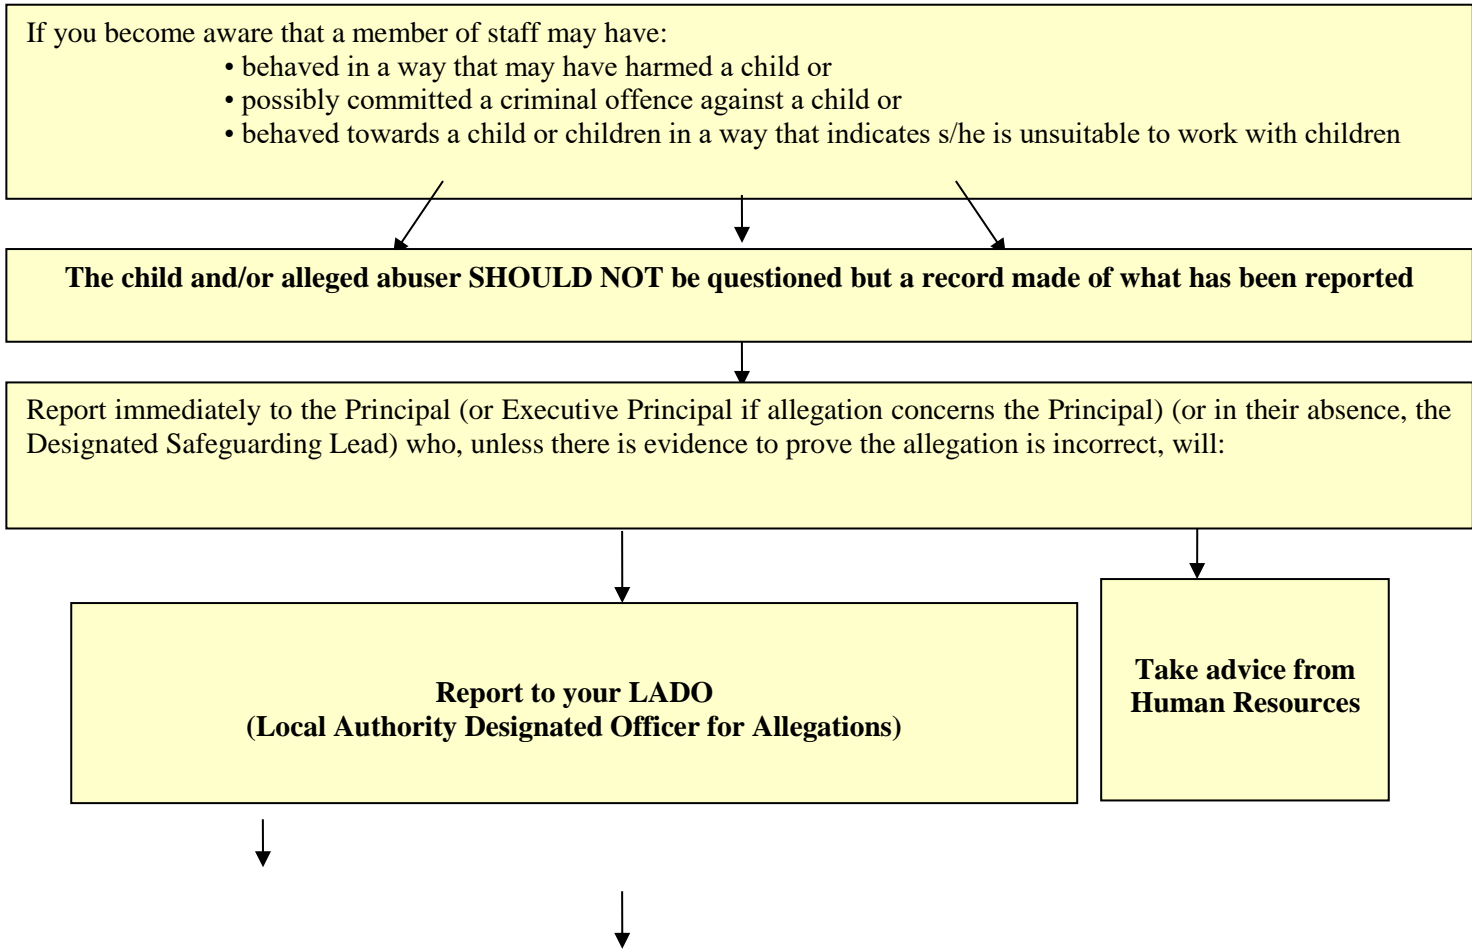 If you become aware that a member of staff may have:
• behaved in a way that may have harmed a child or
• possibly committed a criminal offence against a child or
• behaved towards a child or children in a way that indicates s/he is unsuitable to work with children
The child and/or alleged abuser SHOULD NOT be questioned but a record made of what has been reported
Report immediately to the Principal (or Executive Principal if allegation concerns the Principal) (or in their absence, the
Designated Safeguarding Lead) who, unless there is evidence to prove the allegation is incorrect, will:
Report to your LADO
(Local Authority Designated Officer for Allegations)
Take advice from
Human Resources